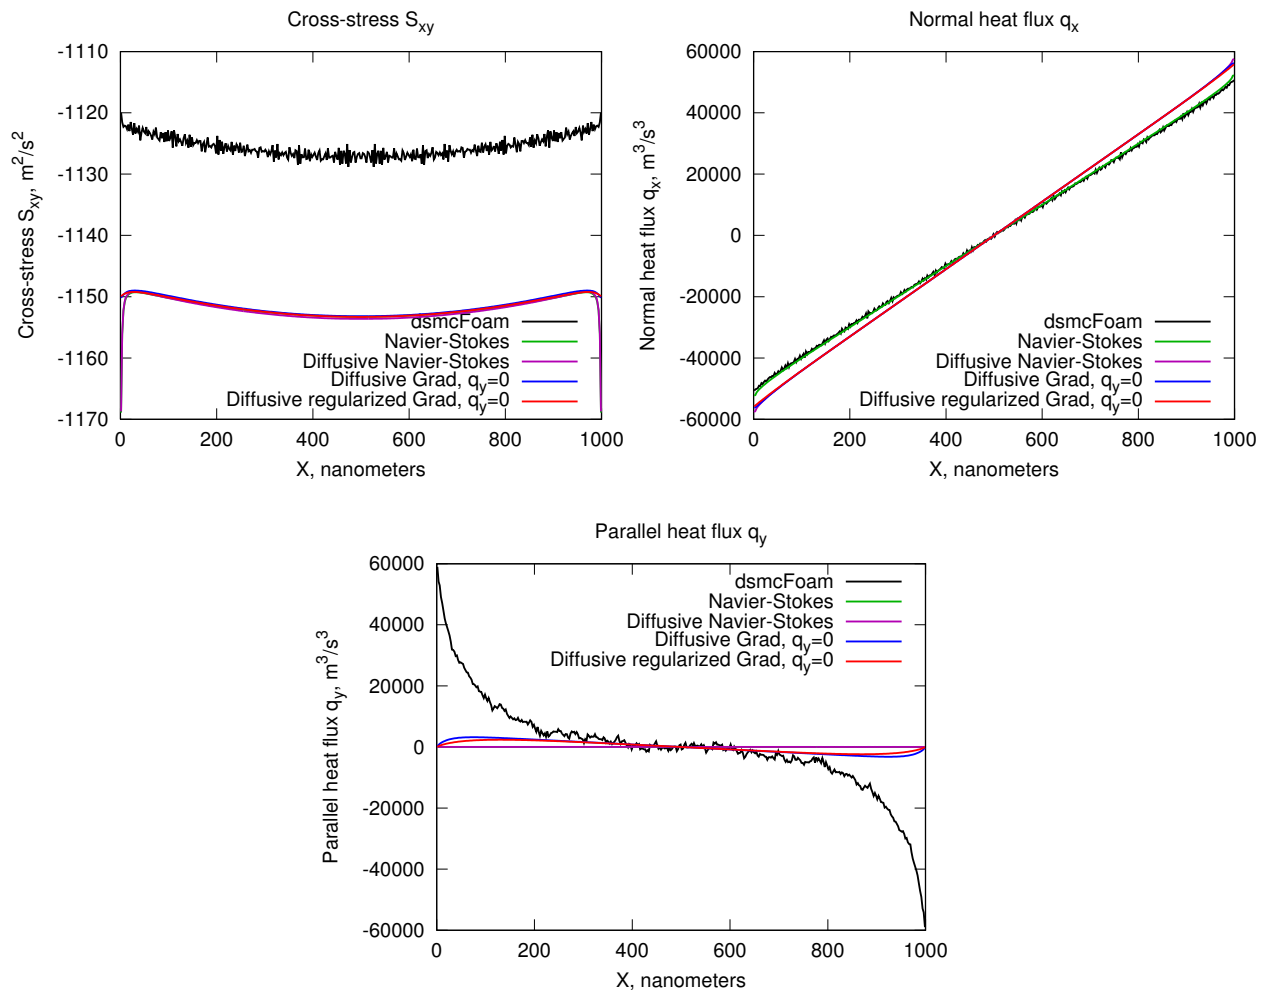 Cross-stress Sxy
Cross-stress Sxy, m2/s2
-1110
-1120
-1130
-1140
-1150
-1160
-1170
dsmcFoam
Navier-Stokes
Diffusive Navier-Stokes
Diffusive Grad, qy=0
Diffusive regularized Grad, qy=0
0 200 400 600 800 1000
X, nanometers
Normal heat flux qx
Normal heat flux qx, m3/s3
60000
40000
20000
0
-20000
-40000
-60000
dsmcFoam
Navier-Stokes
Diffusive Navier-Stokes
Diffusive Grad, qy=0
Diffusive regularized Grad, qy=0
0 200 400 600 800 1000
X, nanometers
Parallel heat flux qy
Parallel heat flux qy, m3/s3
60000
40000
20000
0
-20000
-40000
-60000
dsmcFoam
Navier-Stokes
Diffusive Navier-Stokes
Diffusive Grad, qy=0
Diffusive regularized Grad, qy=0
0 200 400 600 800 1000
X, nanometers